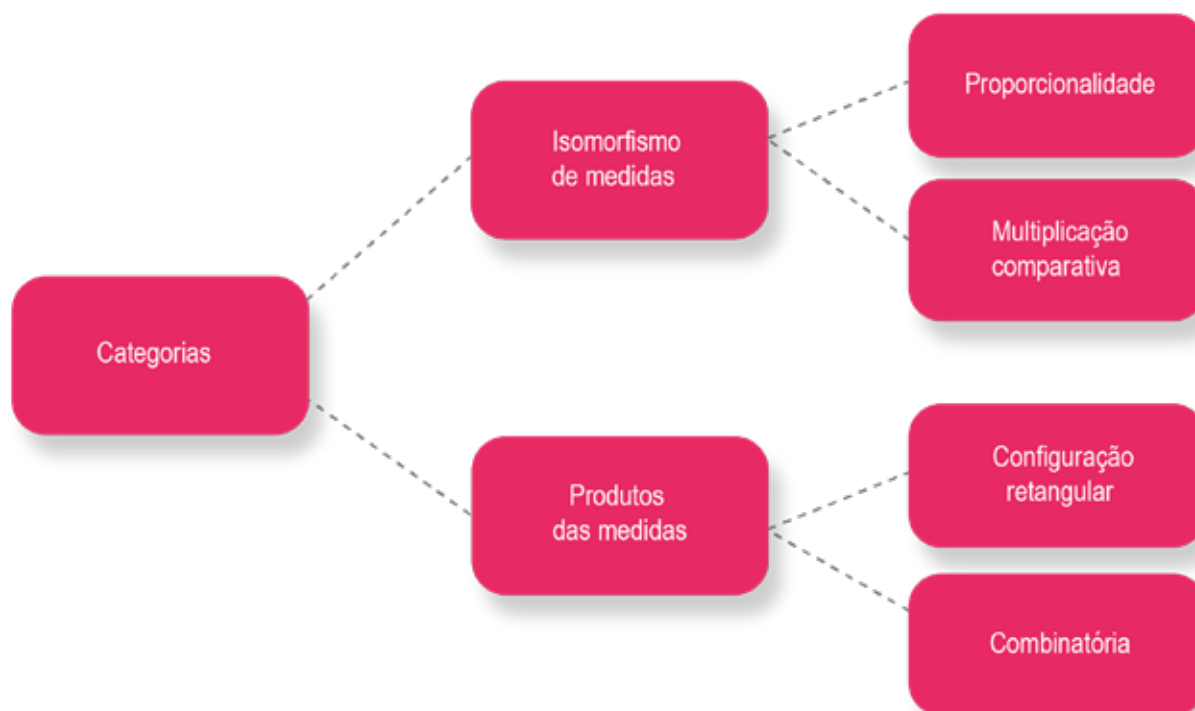 Categorias
Isomorfismo
de medidas
Proporcionalidade
Multiplicação
comparativa
Produtos
das medidas
Configuração
retangular
Combinatória